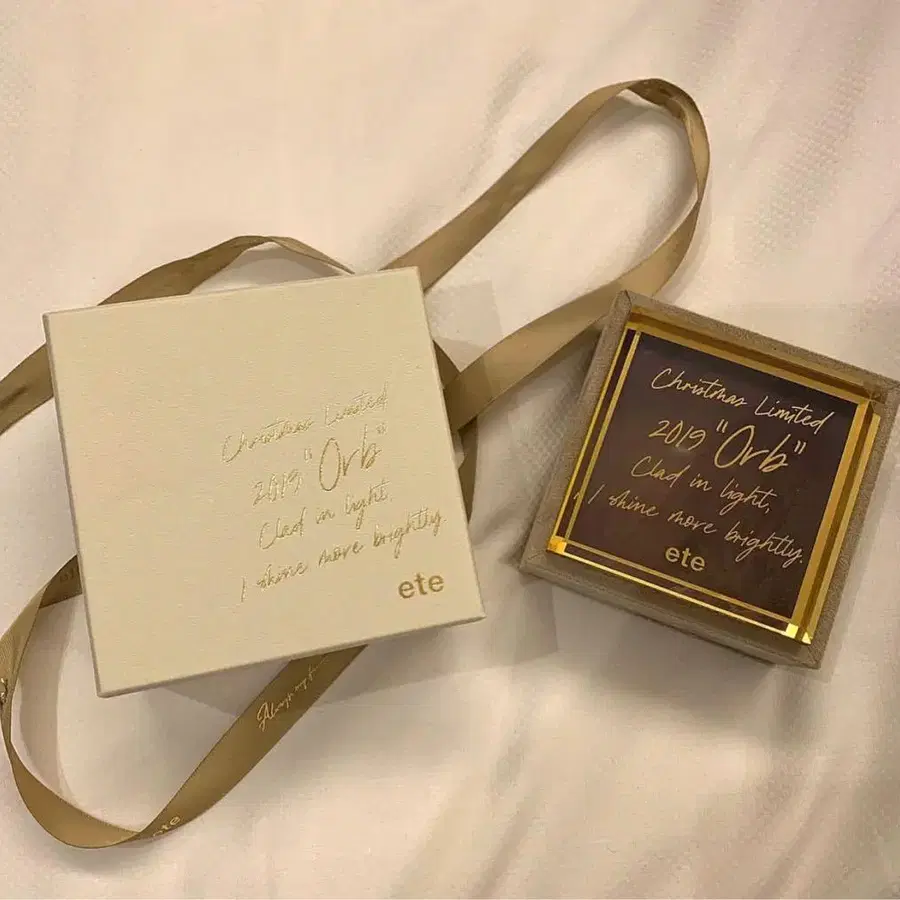 Christmas Limited
2019 "Orb"
Clad in light,
I shine more brightly.
ete
Christmas Limited
2019 "Orb"
Clad in light,
I shine more brightly.
ete
ete